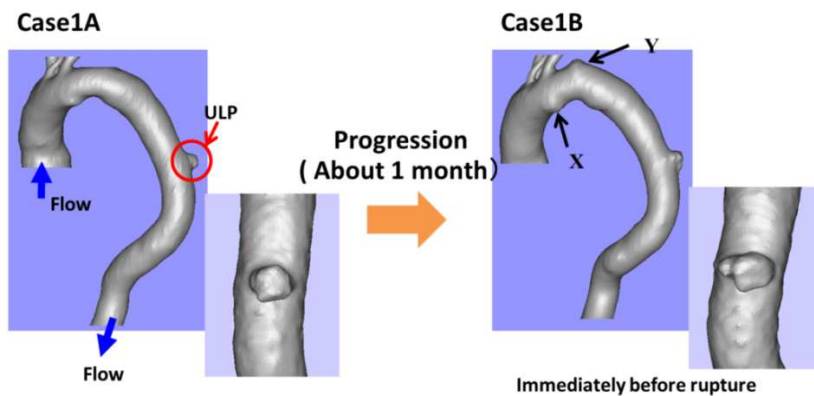 Case1A
ULP
Flow
Flow
Progression
( About 1 month)
Case1B
Y
X
Immediately before rupture